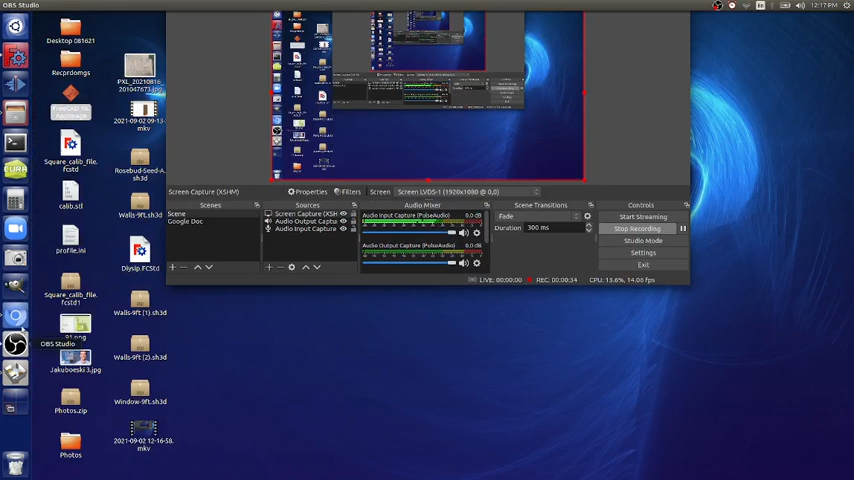 OBS Studio
12:17 PM
Desktop 081621
Recprdomgs
PXL_20210816_
201047673.jpg
FreeCAD file.
AppImage
2021-09-02 09-13-
mkv
Square_calib_file.
fcstd
Rosebud-Seed-A.
sh3d
calib.stl
Walls-9ft.sh3d
profile.ini
Diysip.FCStd
Square_calib_file.
fcstd1
Walls-9ft (1).sh3d
OBS Studio
Jakuboeski 3.jpg
Walls-9ft (2).sh3d
Photos.zip
Window-9ft.sh3d
Photos
2021-09-02 12-16-58.
mkv
CURA
Screen Capture (XSHM)
Properties
Filters
Screen
Screen LVDS-1 (1920x1080 @ 0,0)
Scenes
Sources
Audio Mixer
Scene Transitions
Controls
Scene
Google Doc
Screen Capture (XSH
Audio Output Captu
Audio Input Capture
Audio Input Capture (PulseAudio)
0.0 dB
Audio Output Capture (PulseAudio)
0.0 dB
Fade
Duration
300 ms
Start Streaming
Stop Recording
Studio Mode
Settings
Exit
LIVE: 00:00:00
REC: 00:00:34
CPU: 13.6%, 14.06 fps